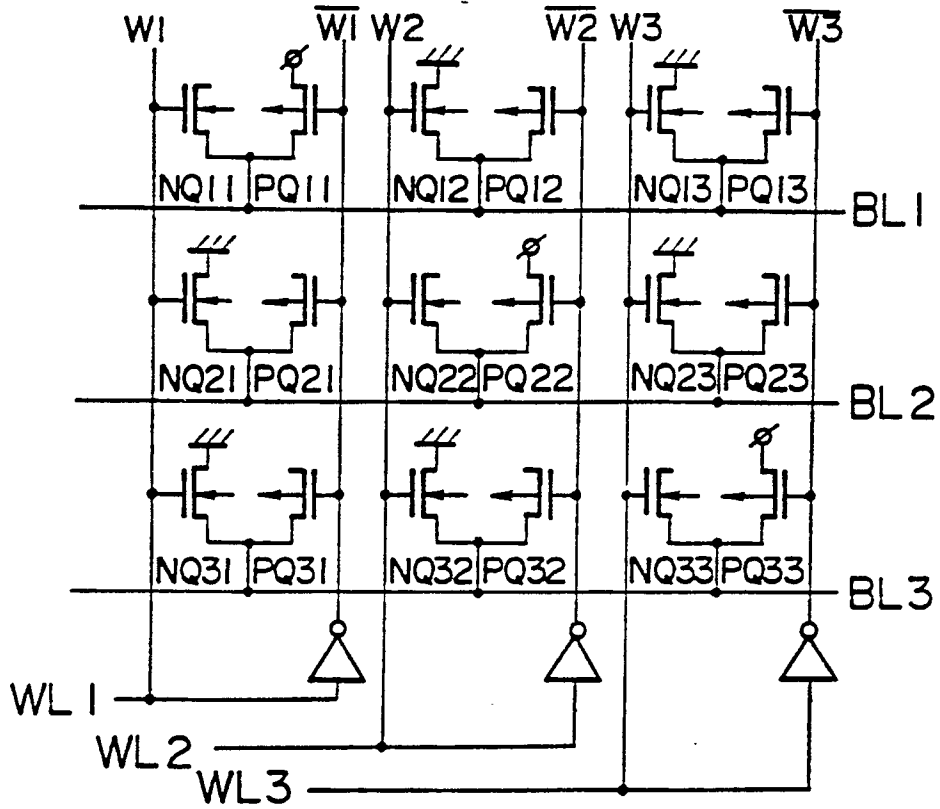 W1 W̅1̅ W2 W̅2̅ W3 W̅3̅
NQ11 PQ11 NQ12 PQ12 NQ13 PQ13
BL1
NQ21 PQ21 NQ22 PQ22 NQ23 PQ23
BL2
NQ31 PQ31 NQ32 PQ32 NQ33 PQ33
BL3
WL1
WL2
WL3